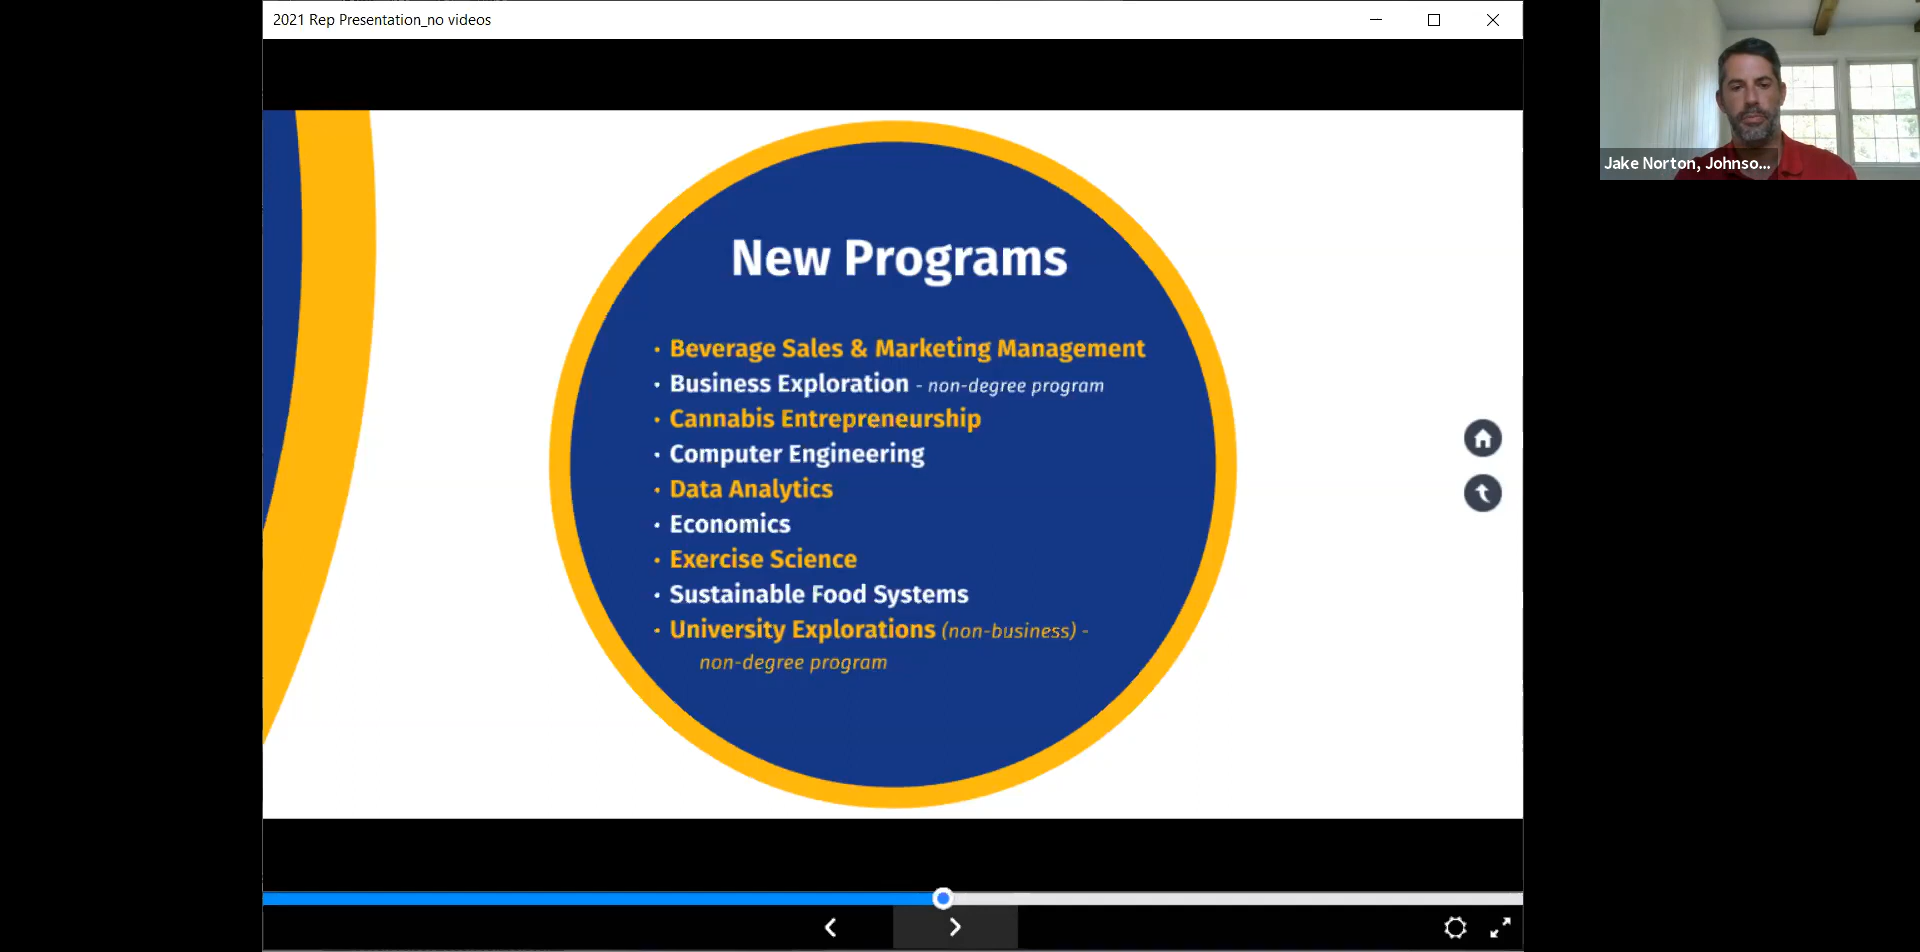 2021 Rep Presentation_no videos
Jake Norton, Johnso...
New Programs
• Beverage Sales & Marketing Management
• Business Exploration - non-degree program
• Cannabis Entrepreneurship
• Computer Engineering
• Data Analytics
• Economics
• Exercise Science
• Sustainable Food Systems
• University Explorations (non-business) -
non-degree program